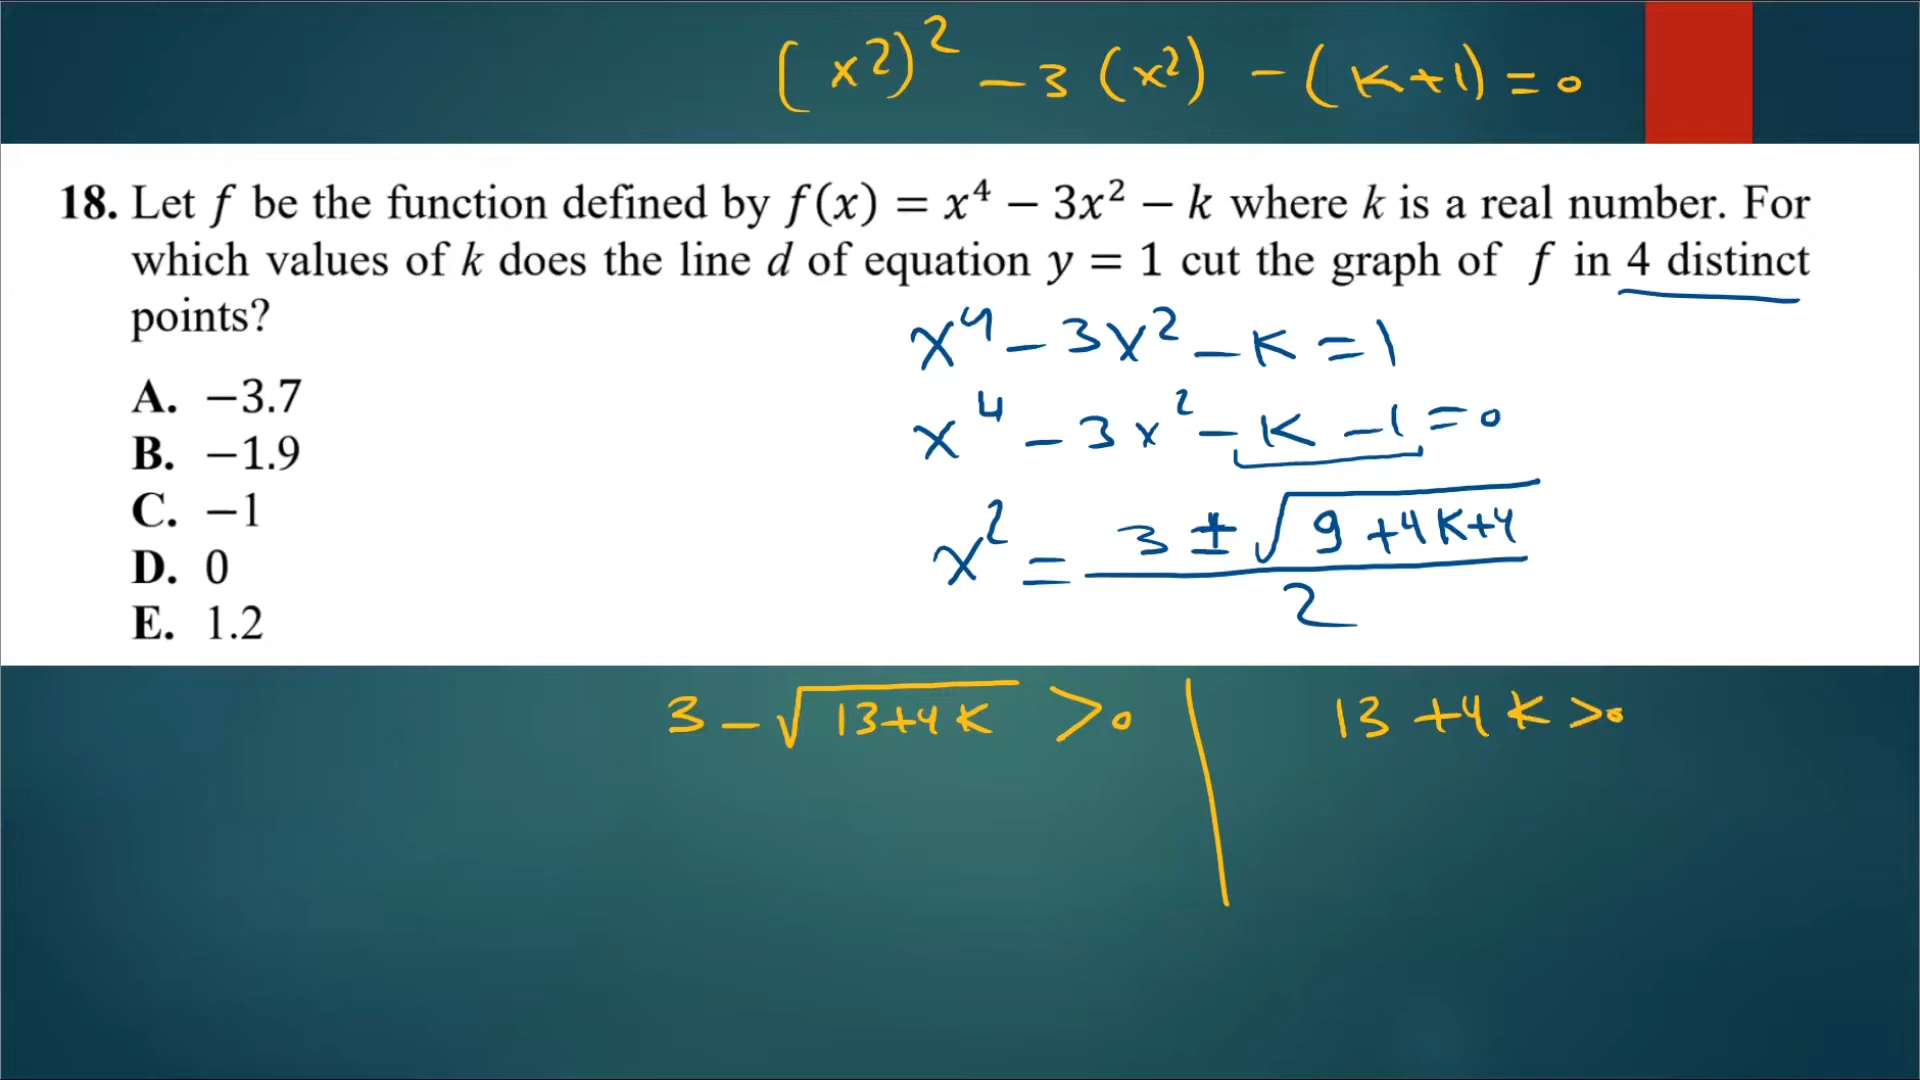 (x²)² - 3(x²) - (k+1) = 0
18. Let f be the function defined by f(x) = x⁴ − 3x² − k where k is a real number. For
which values of k does the line d of equation y = 1 cut the graph of f in 4 distinct
points?
x⁴ - 3x² - k = 1
A. −3.7
x⁴ - 3x² - k - 1 = 0
B. −1.9
C. −1
x² = (3 ± √(9+4k+4))/2
D. 0
E. 1.2
3 - √(13+4k) > 0 | 13 + 4k > 0